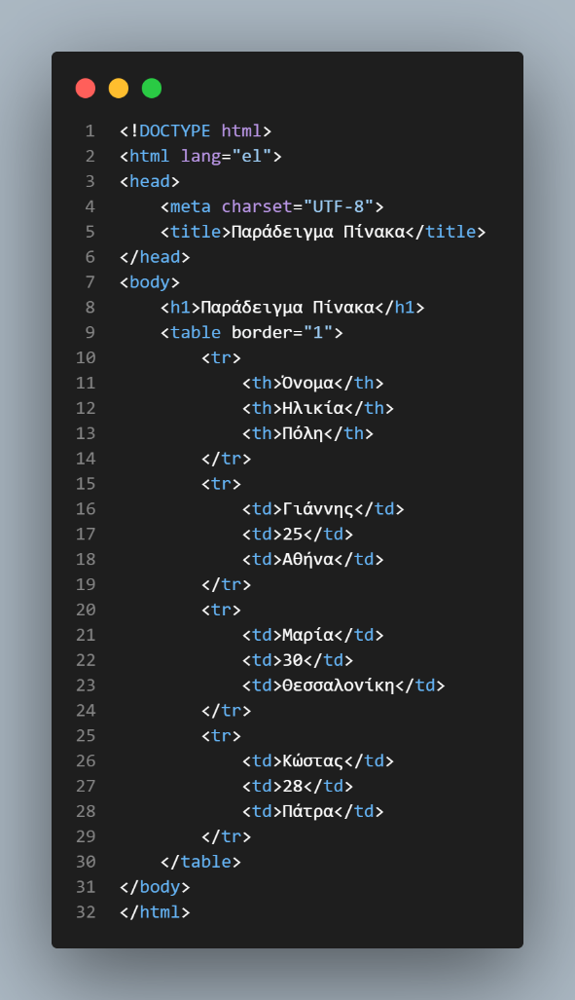 1 <!DOCTYPE html>
2 <html lang="el">
3 <head>
4     <meta charset="UTF-8">
5     <title>Παράδειγμα Πίνακα</title>
6 </head>
7 <body>
8     <h1>Παράδειγμα Πίνακα</h1>
9     <table border="1">
10         <tr>
11             <th>Όνομα</th>
12             <th>Ηλικία</th>
13             <th>Πόλη</th>
14         </tr>
15         <tr>
16             <td>Γιάννης</td>
17             <td>25</td>
18             <td>Αθήνα</td>
19         </tr>
20         <tr>
21             <td>Μαρία</td>
22             <td>30</td>
23             <td>Θεσσαλονίκη</td>
24         </tr>
25         <tr>
26             <td>Κώστας</td>
27             <td>28</td>
28             <td>Πάτρα</td>
29         </tr>
30     </table>
31 </body>
32 </html>